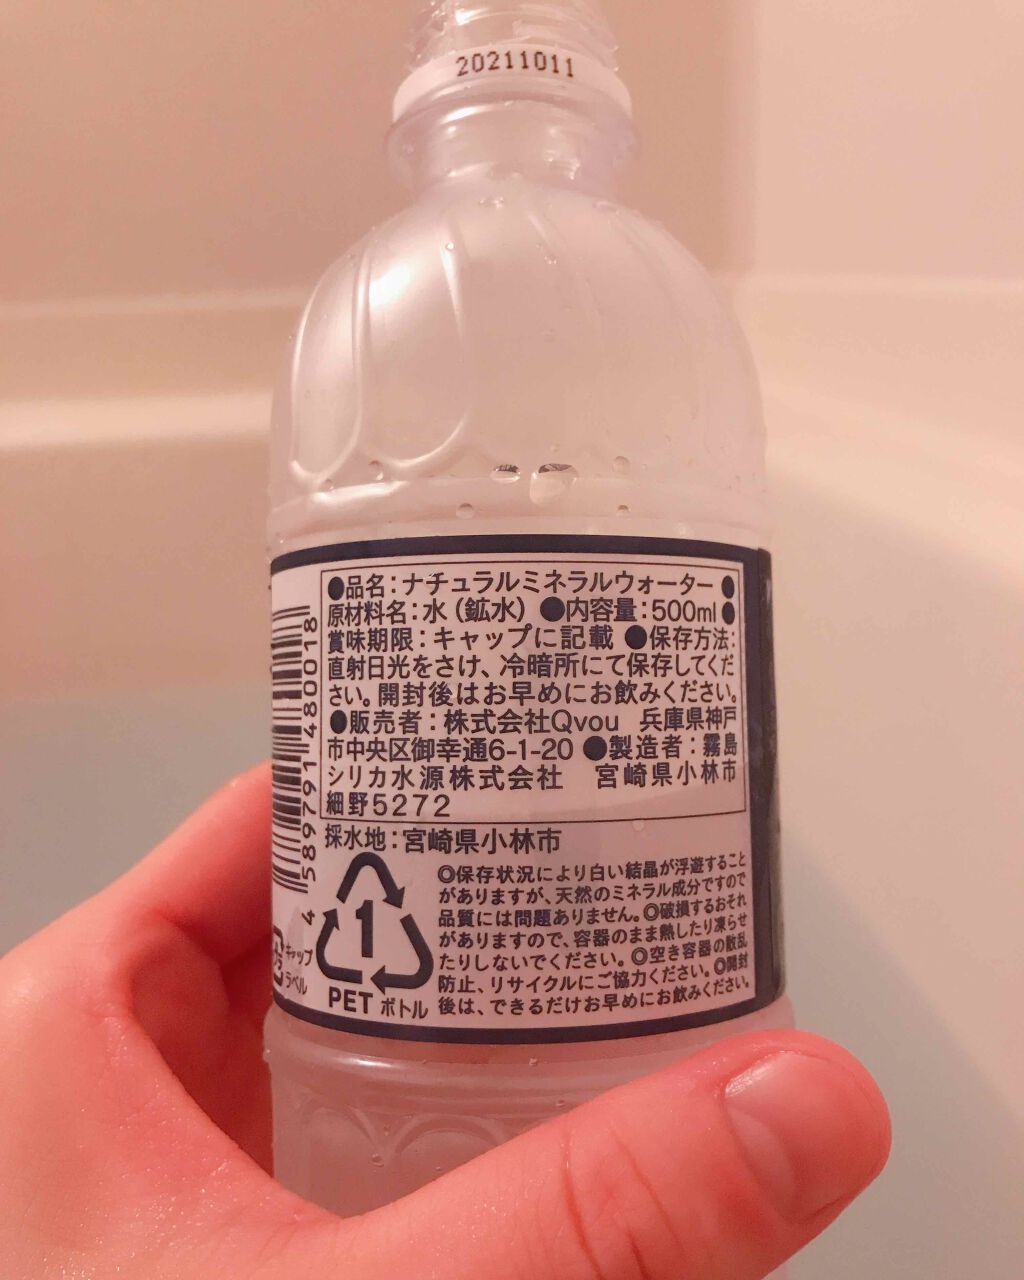 20211011
●品名：ナチュラルミネラルウォーター ●
原材料名：水（鉱水） ●内容量：500ml ●
賞味期限：キャップに記載 ●保存方法：
直射日光をさけ、冷暗所にて保存してくだ
さい。開封後はお早めにお飲みください。
●販売者：株式会社Qvou 兵庫県神戸
市中央区御幸通6-1-20 ●製造者：霧島
シリカ水源株式会社 宮崎県小林市
細野5272
採水地：宮崎県小林市
◎保存状況により白い結晶が浮遊すること
がありますが、天然のミネラル成分ですので
品質には問題ありません。◎破損するおそれ
がありますので、容器のまま熱したり凍らせ
たりしないでください。◎空き容器の散乱
防止、リサイクルにご協力ください。◎開封
後は、できるだけお早めにお飲みください。
1
PET ボトル
キャップ
ラベル
4 589791 480018